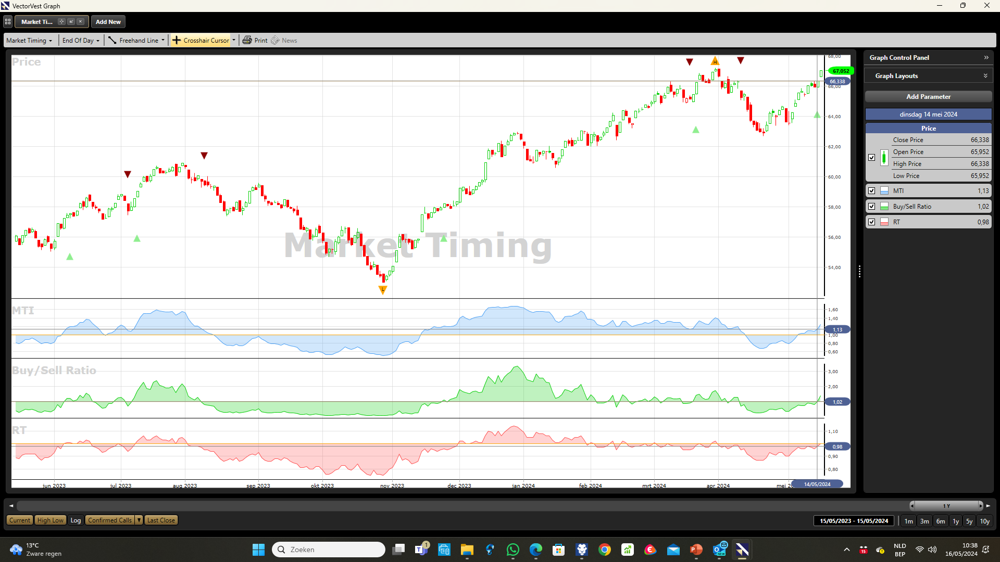 VectorVest Graph
Market Ti...
Add New
Market Timing
End Of Day
Freehand Line
Crosshair Cursor
Print
News
Price
68,00
67,052
66,338
66,00
64,00
62,00
60,00
58,00
56,00
54,00
H
L
Market Timing
MTI
1,60
1,40
1,13
1,00
0,80
0,60
Buy/Sell Ratio
3,00
2,00
1,02
RT
1,10
0,98
0,90
0,80
jun 2023
jul 2023
aug 2023
sep 2023
okt 2023
nov 2023
dec 2023
jan 2024
feb 2024
mrt 2024
apr 2024
mei 20
14/05/2024
Graph Control Panel
Graph Layouts
Add Parameter
dinsdag 14 mei 2024
Price
Close Price 66,338
Open Price 65,952
High Price 66,338
Low Price 65,952
MTI 1,13
Buy/Sell Ratio 1,02
RT 0,98
1 Y
Current
High Low
Log
Confirmed Calls
Last Close
15/05/2023 - 15/05/2024
1m
3m
6m
1y
5y
10y
13°C
Zware regen
Zoeken
1
NEW
15
NLD
BEP
10:38
16/05/2024